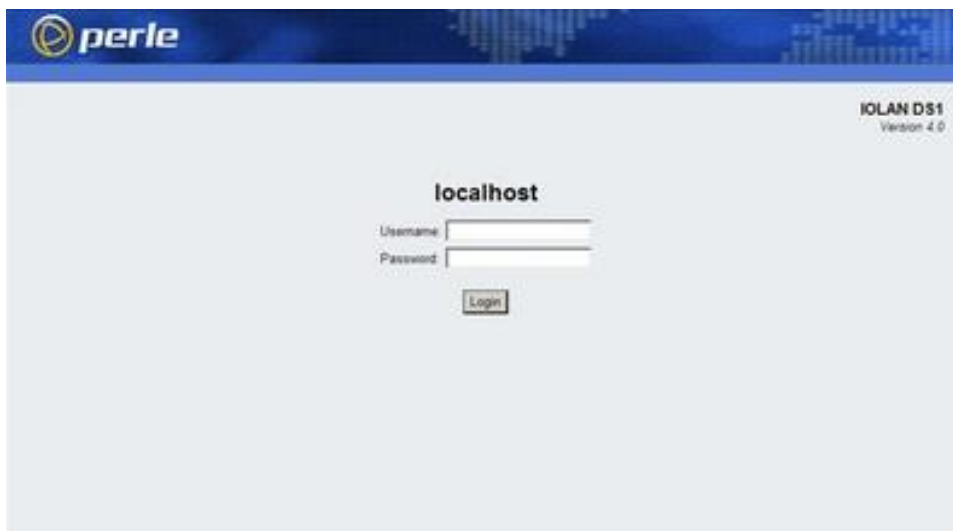 perle
IOLAN DS1
Version 4.0
localhost
Username:
Password:
Login